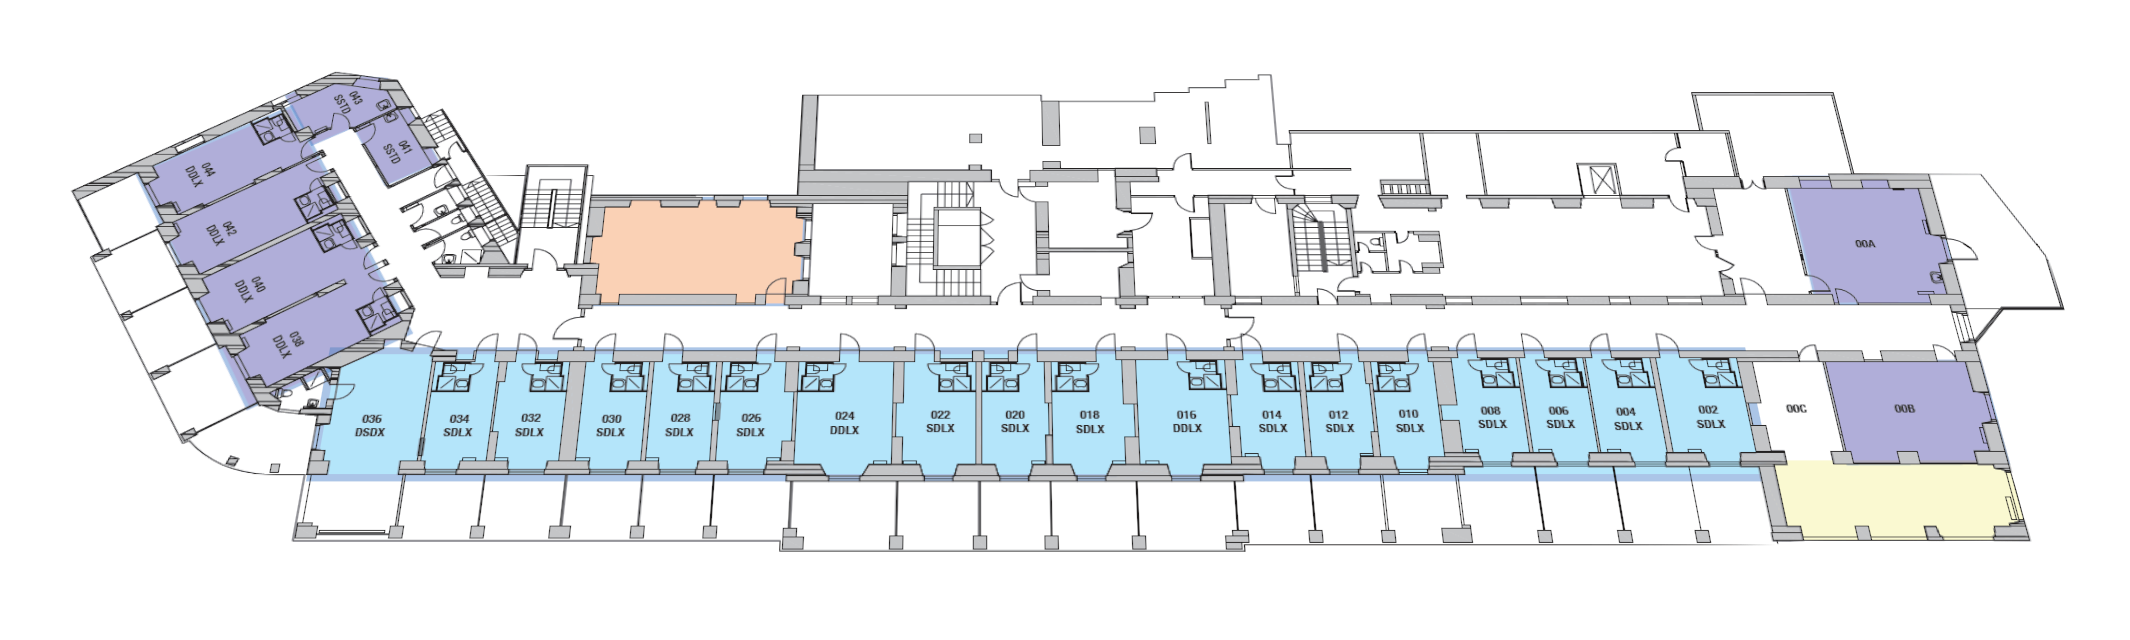 043
SSTD
041
SSTD
044
DDLX
042
DDLX
040
DDLX
038
DDLX
00A
036
DSDX
034
SDLX
032
SDLX
030
SDLX
028
SDLX
026
SDLX
024
DDLX
022
SDLX
020
SDLX
018
SDLX
016
DDLX
014
SDLX
012
SDLX
010
SDLX
008
SDLX
006
SDLX
004
SDLX
002
SDLX
00C
00B